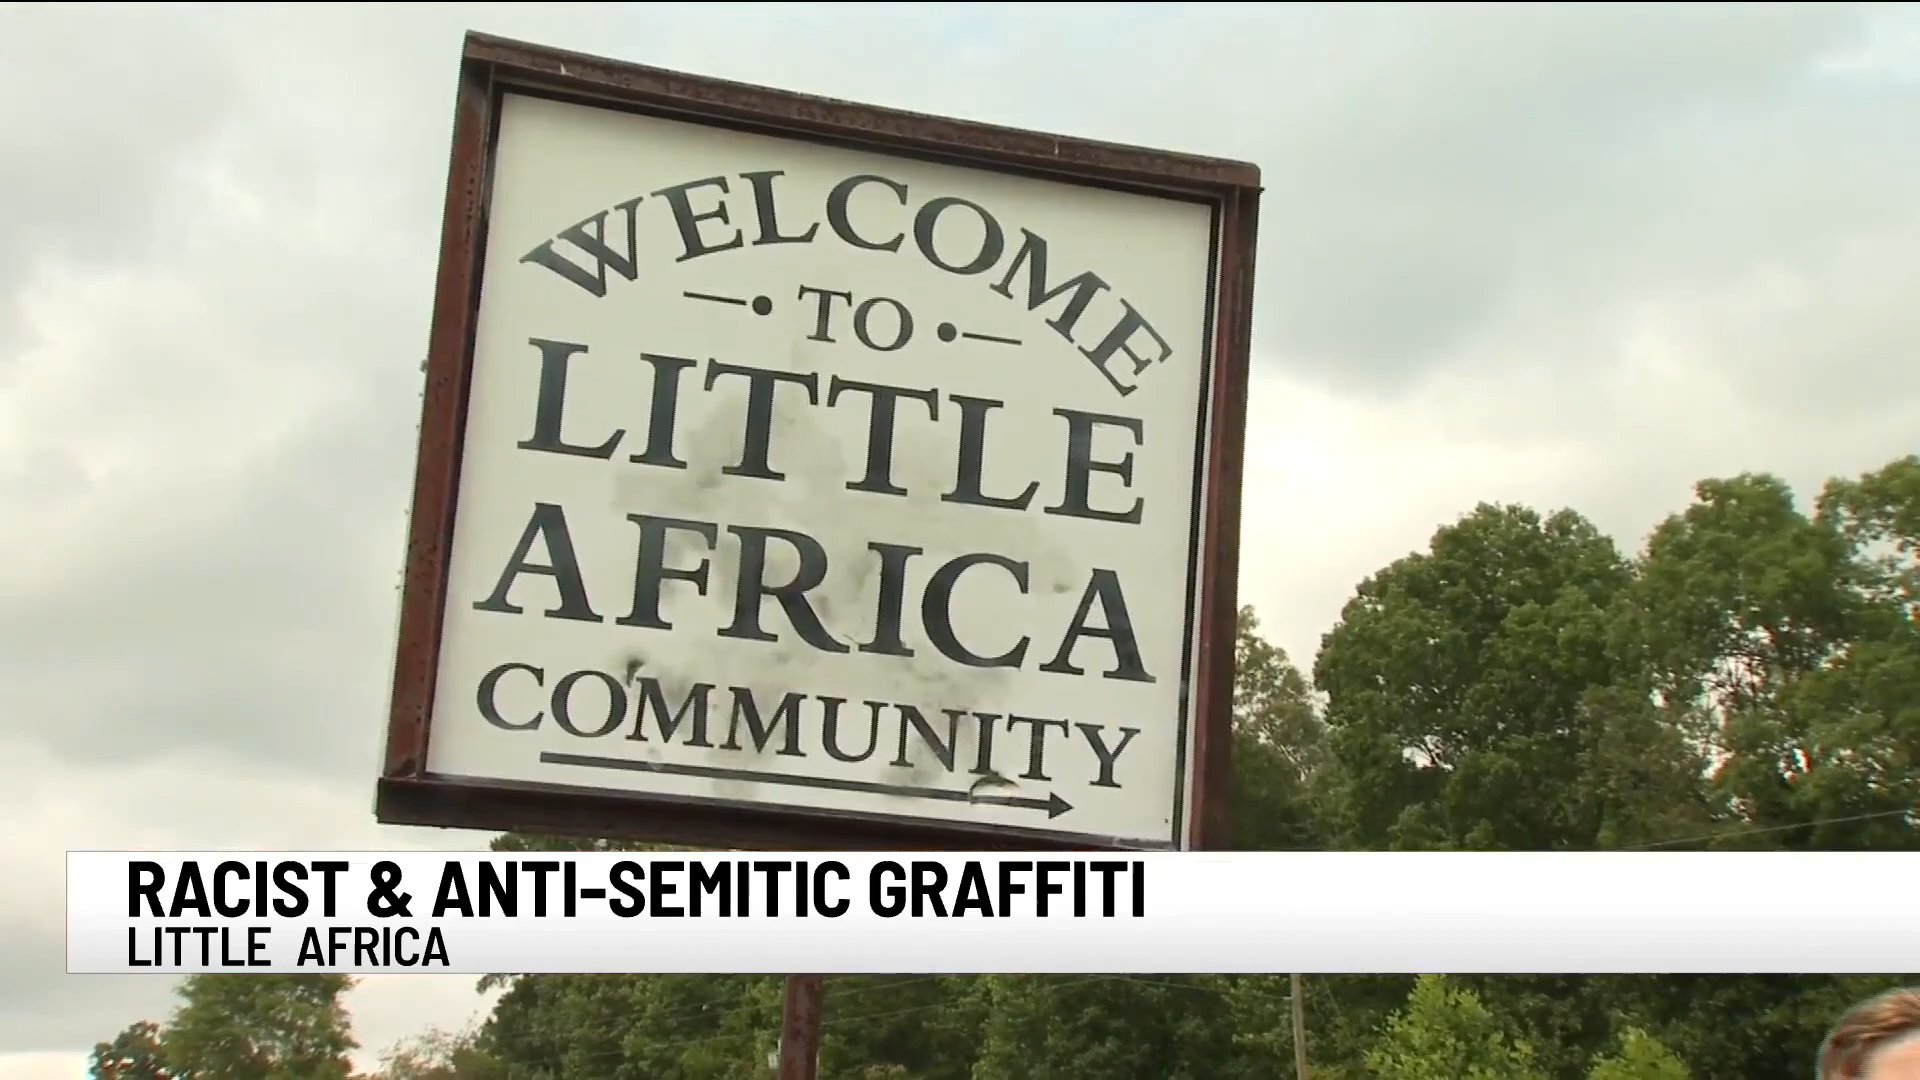 WELCOME
TO
LITTLE
AFRICA
COMMUNITY
RACIST & ANTI-SEMITIC GRAFFITI
LITTLE AFRICA